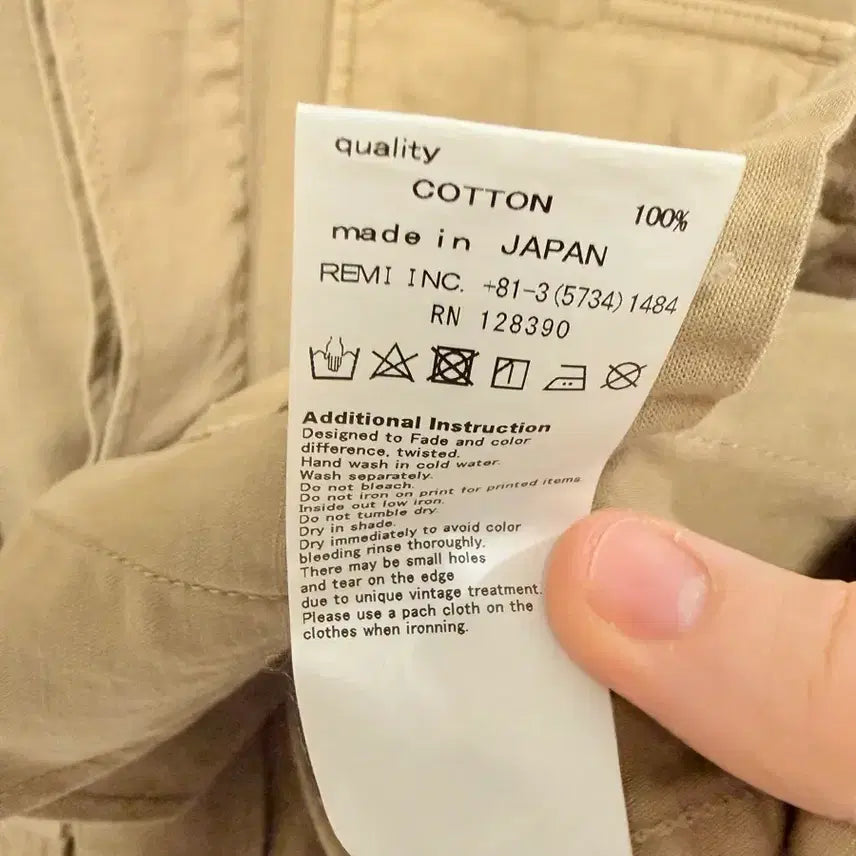 quality
COTTON 100%
made in JAPAN
REMI INC. +81-3(5734)1484
RN 128390
Additional Instruction
Designed to Fade and color
difference, twisted.
Hand wash in cold water.
Wash separately.
Do not bleach.
Do not iron on print for printed items
Inside out low iron.
Do not tumble dry.
Dry in shade.
Dry immediately to avoid color
bleeding rinse thoroughly.
There may be small holes
and tear on the edge
due to unique vintage treatment.
Please use a pach cloth on the
clothes when ironning.